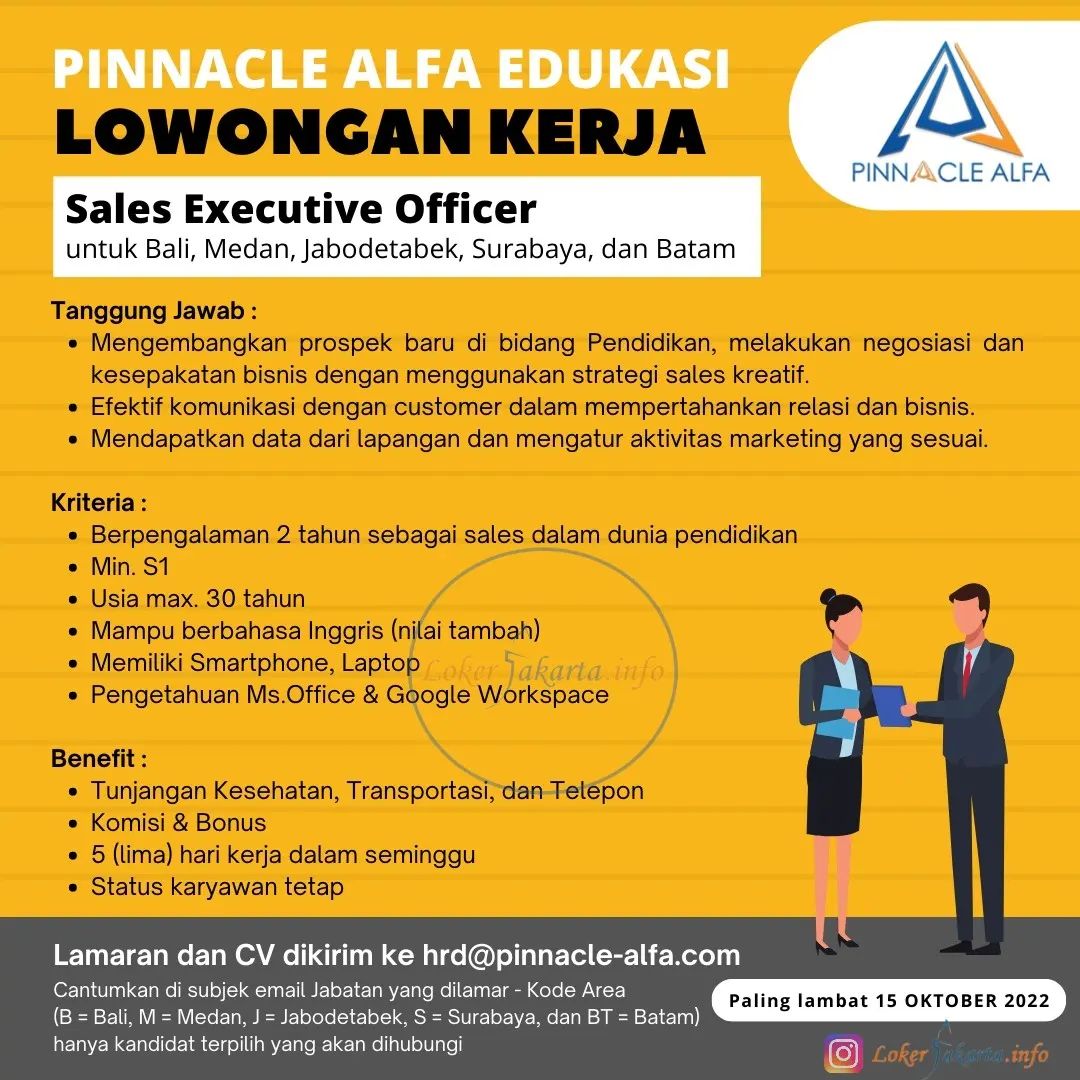 PINNACLE ALFA EDUKASI
LOWONGAN KERJA
PINNACLE ALFA
Sales Executive Officer
untuk Bali, Medan, Jabodetabek, Surabaya, dan Batam
Tanggung Jawab :
• Mengembangkan prospek baru di bidang Pendidikan, melakukan negosiasi dan
kesepakatan bisnis dengan menggunakan strategi sales kreatif.
• Efektif komunikasi dengan customer dalam mempertahankan relasi dan bisnis.
• Mendapatkan data dari lapangan dan mengatur aktivitas marketing yang sesuai.
Kriteria :
• Berpengalaman 2 tahun sebagai sales dalam dunia pendidikan
• Min. S1
• Usia max. 30 tahun
• Mampu berbahasa Inggris (nilai tambah)
• Memiliki Smartphone, Laptop
LokerJakarta.info
• Pengetahuan Ms.Office & Google Workspace
Benefit :
• Tunjangan Kesehatan, Transportasi, dan Telepon
• Komisi & Bonus
• 5 (lima) hari kerja dalam seminggu
• Status karyawan tetap
Lamaran dan CV dikirim ke hrd@pinnacle-alfa.com
Cantumkan di subjek email Jabatan yang dilamar - Kode Area
(B = Bali, M = Medan, J = Jabodetabek, S = Surabaya, dan BT = Batam)
hanya kandidat terpilih yang akan dihubungi
Paling lambat 15 OKTOBER 2022
Loker Jakarta.info